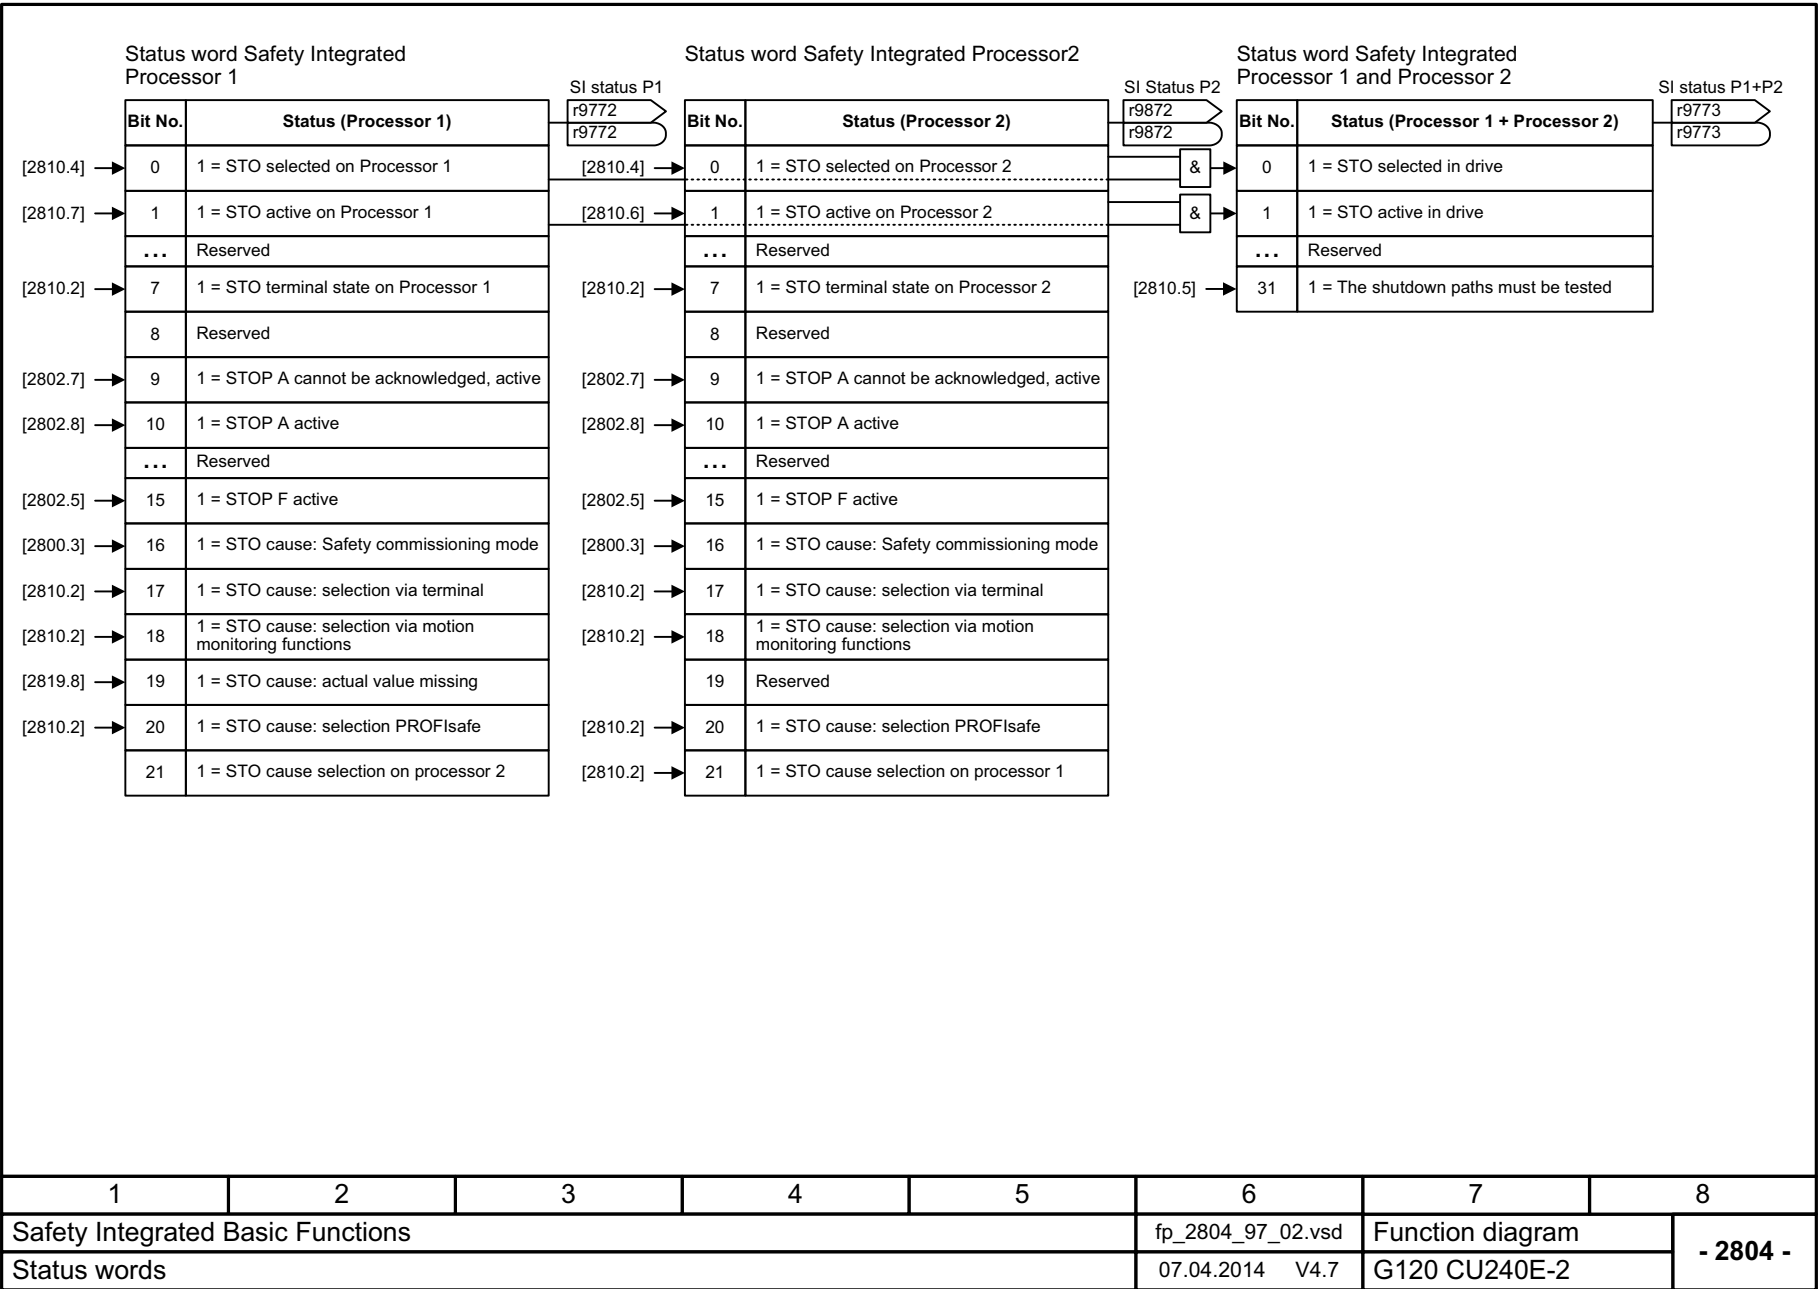 Status word Safety Integrated
Processor 1
SI status P1
r9772
r9772
Bit No. Status (Processor 1)
[2810.4] 0 1 = STO selected on Processor 1
[2810.7] 1 1 = STO active on Processor 1
... Reserved
[2810.2] 7 1 = STO terminal state on Processor 1
8 Reserved
[2802.7] 9 1 = STOP A cannot be acknowledged, active
[2802.8] 10 1 = STOP A active
... Reserved
[2802.5] 15 1 = STOP F active
[2800.3] 16 1 = STO cause: Safety commissioning mode
[2810.2] 17 1 = STO cause: selection via terminal
[2810.2] 18 1 = STO cause: selection via motion
monitoring functions
[2819.8] 19 1 = STO cause: actual value missing
[2810.2] 20 1 = STO cause: selection PROFIsafe
21 1 = STO cause selection on processor 2
Status word Safety Integrated Processor2
SI Status P2
r9872
r9872
Bit No. Status (Processor 2)
[2810.4] 0 1 = STO selected on Processor 2
[2810.6] 1 1 = STO active on Processor 2
... Reserved
[2810.2] 7 1 = STO terminal state on Processor 2
8 Reserved
[2802.7] 9 1 = STOP A cannot be acknowledged, active
[2802.8] 10 1 = STOP A active
... Reserved
[2802.5] 15 1 = STOP F active
[2800.3] 16 1 = STO cause: Safety commissioning mode
[2810.2] 17 1 = STO cause: selection via terminal
[2810.2] 18 1 = STO cause: selection via motion
monitoring functions
19 Reserved
[2810.2] 20 1 = STO cause: selection PROFIsafe
[2810.2] 21 1 = STO cause selection on processor 1
Status word Safety Integrated
Processor 1 and Processor 2
SI status P1+P2
r9773
r9773
Bit No. Status (Processor 1 + Processor 2)
& 0 1 = STO selected in drive
& 1 1 = STO active in drive
... Reserved
[2810.5] 31 1 = The shutdown paths must be tested
1 2 3 4 5 6 7 8
Safety Integrated Basic Functions fp_2804_97_02.vsd Function diagram
- 2804 -
Status words 07.04.2014 V4.7 G120 CU240E-2